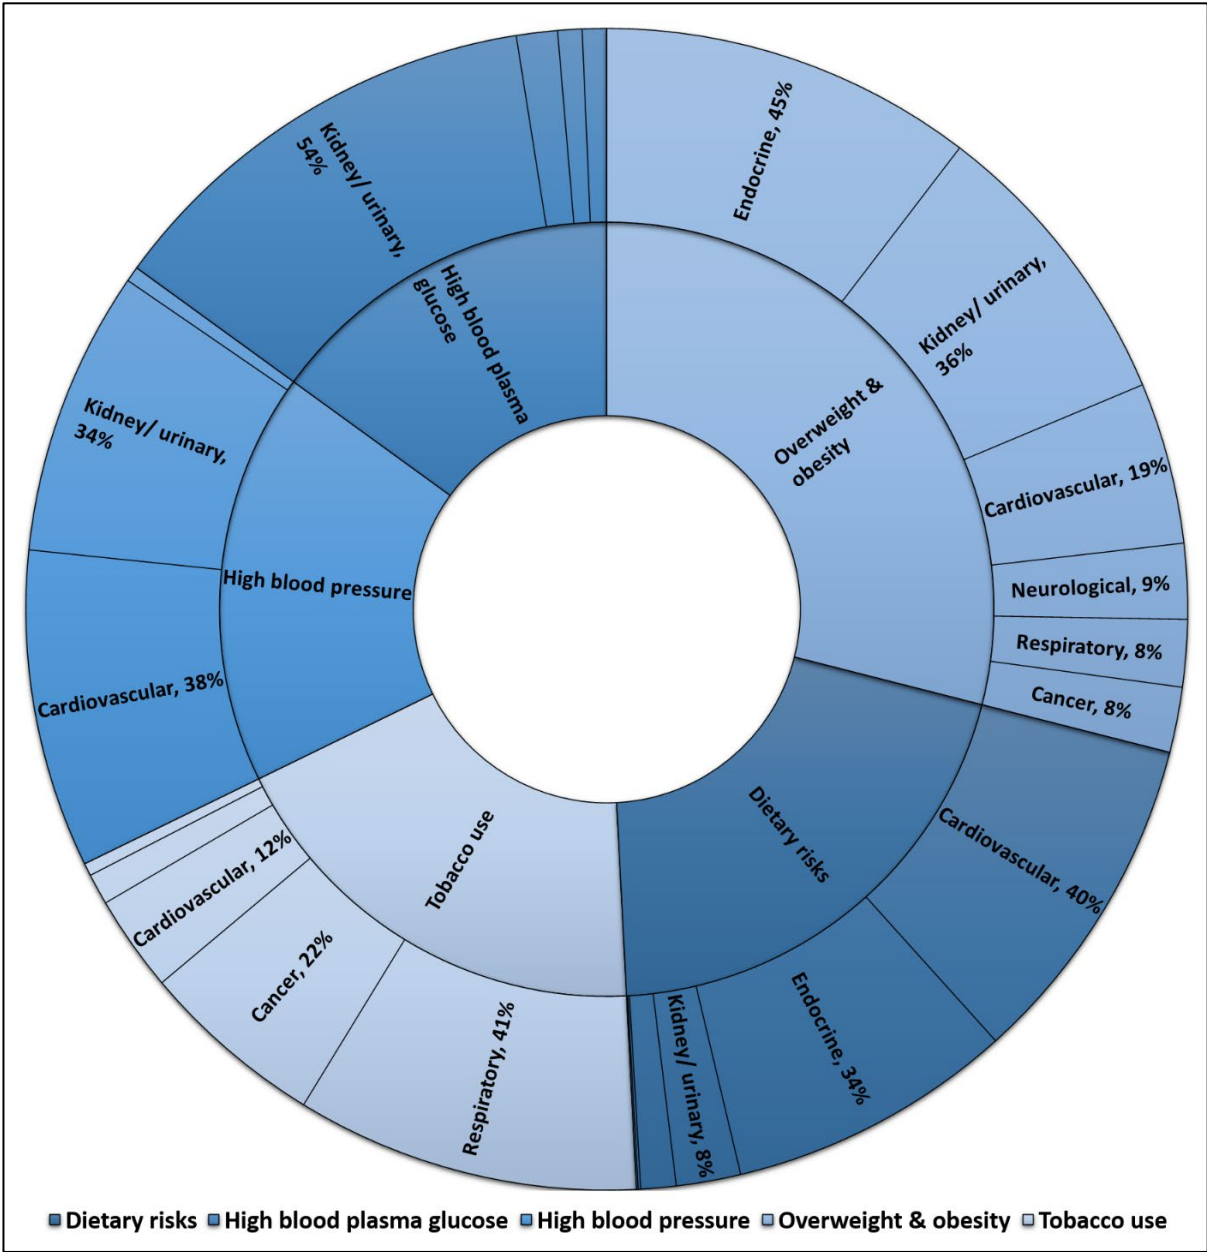 Endocrine, 45%
Kidney/ urinary,
36%
Cardiovascular, 19%
Neurological, 9%
Respiratory, 8%
Cancer, 8%
Overweight &
obesity
Cardiovascular, 40%
Endocrine, 34%
Kidney/ urinary, 8%
Dietary risks
Respiratory, 41%
Cancer, 22%
Cardiovascular, 12%
Tobacco use
Cardiovascular, 38%
Kidney/ urinary,
34%
High blood pressure
Kidney/ urinary,
54%
High blood plasma
glucose
Dietary risks High blood plasma glucose High blood pressure Overweight & obesity Tobacco use